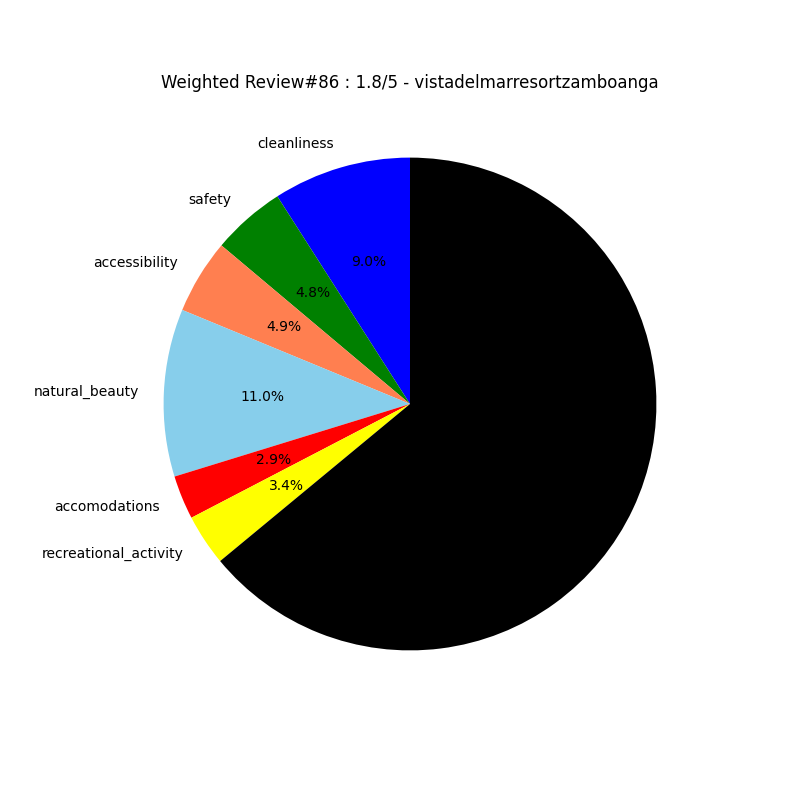 Weighted Review#86 : 1.8/5 - vistadelmarresortzamboanga
cleanliness
safety
accessibility
natural_beauty
accomodations
recreational_activity
9.0%
4.8%
4.9%
11.0%
2.9%
3.4%